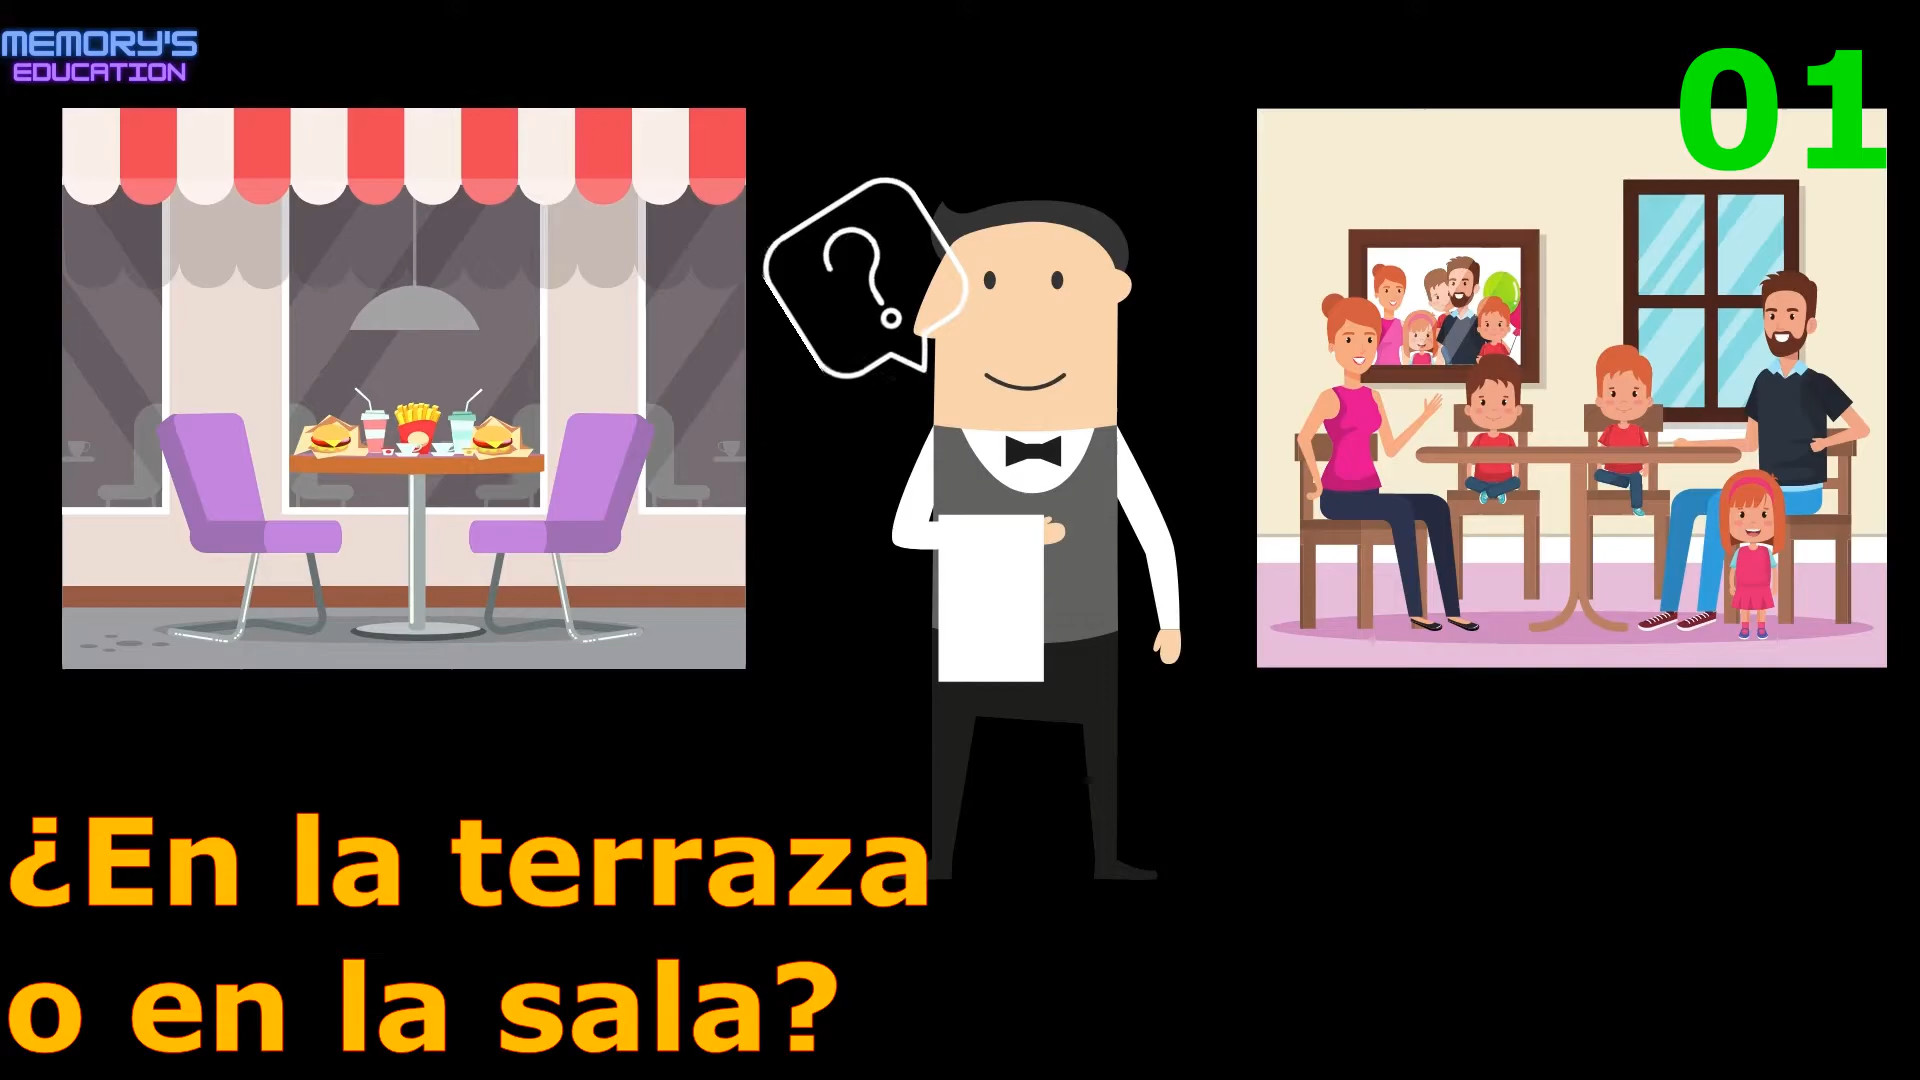 MEMORY'S
EDUCATION
01
¿En la terraza
o en la sala?